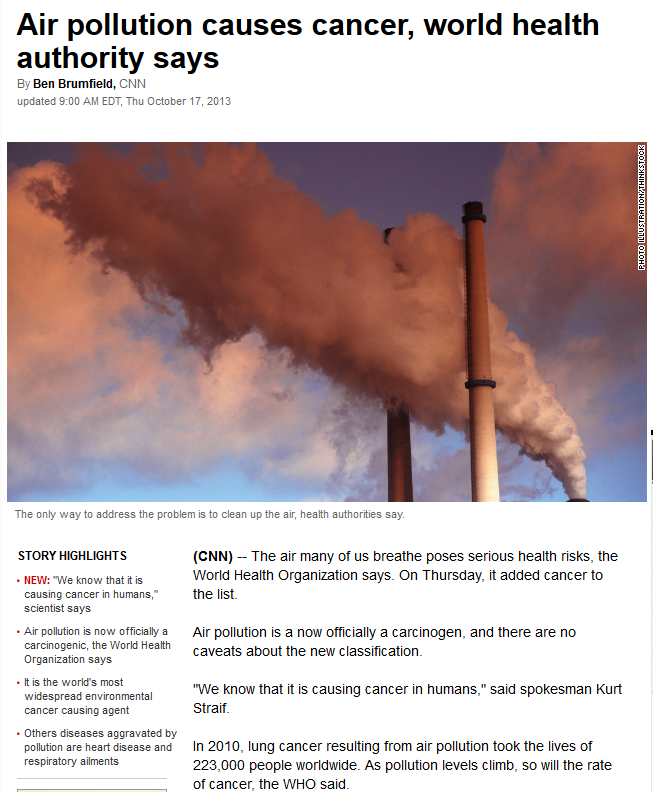 Air pollution causes cancer, world health
authority says
By Ben Brumfield, CNN
updated 9:00 AM EDT, Thu October 17, 2013
PHOTO ILLUSTRATION/THINKSTOCK
The only way to address the problem is to clean up the air, health authorities say.
STORY HIGHLIGHTS
• NEW: "We know that it is
causing cancer in humans,"
scientist says
• Air pollution is now officially a
carcinogenic, the World Health
Organization says
• It is the world's most
widespread environmental
cancer causing agent
• Others diseases aggravated by
pollution are heart disease and
respiratory ailments
(CNN) -- The air many of us breathe poses serious health risks, the
World Health Organization says. On Thursday, it added cancer to
the list.
Air pollution is a now officially a carcinogen, and there are no
caveats about the new classification.
"We know that it is causing cancer in humans," said spokesman Kurt
Straif.
In 2010, lung cancer resulting from air pollution took the lives of
223,000 people worldwide. As pollution levels climb, so will the rate
of cancer, the WHO said.